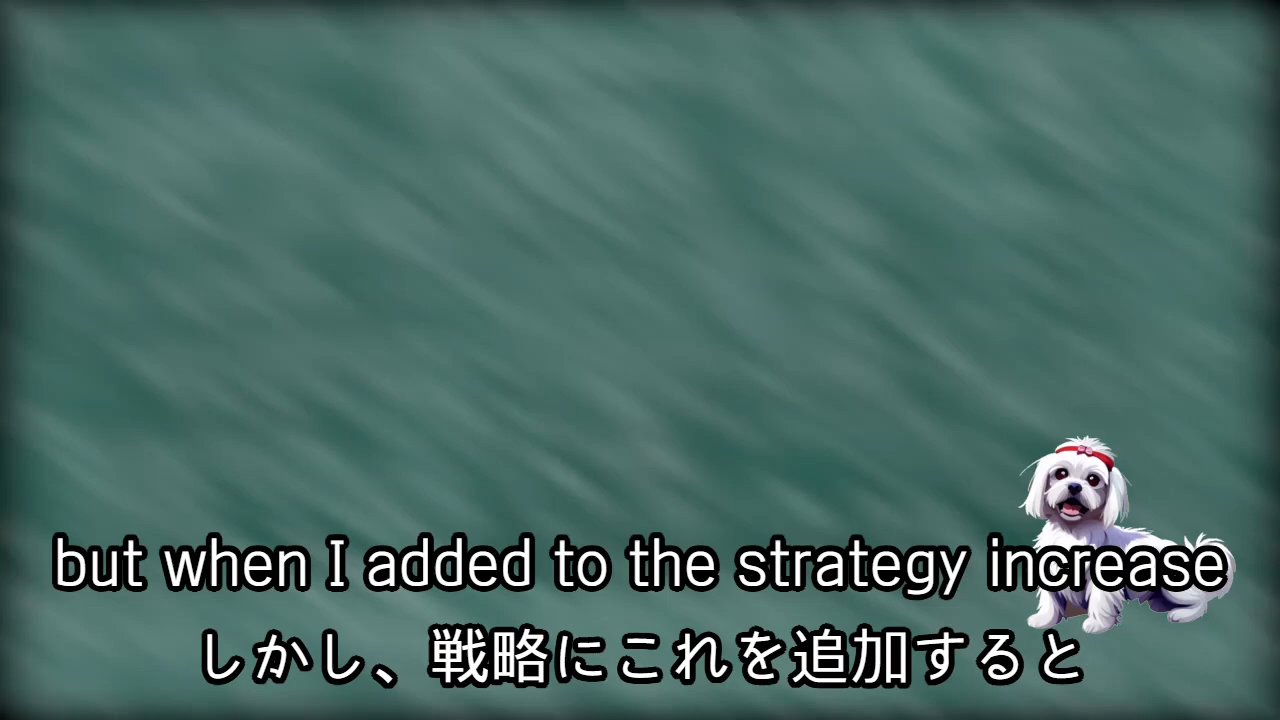 but when I added to the strategy increase
しかし、戦略にこれを追加すると